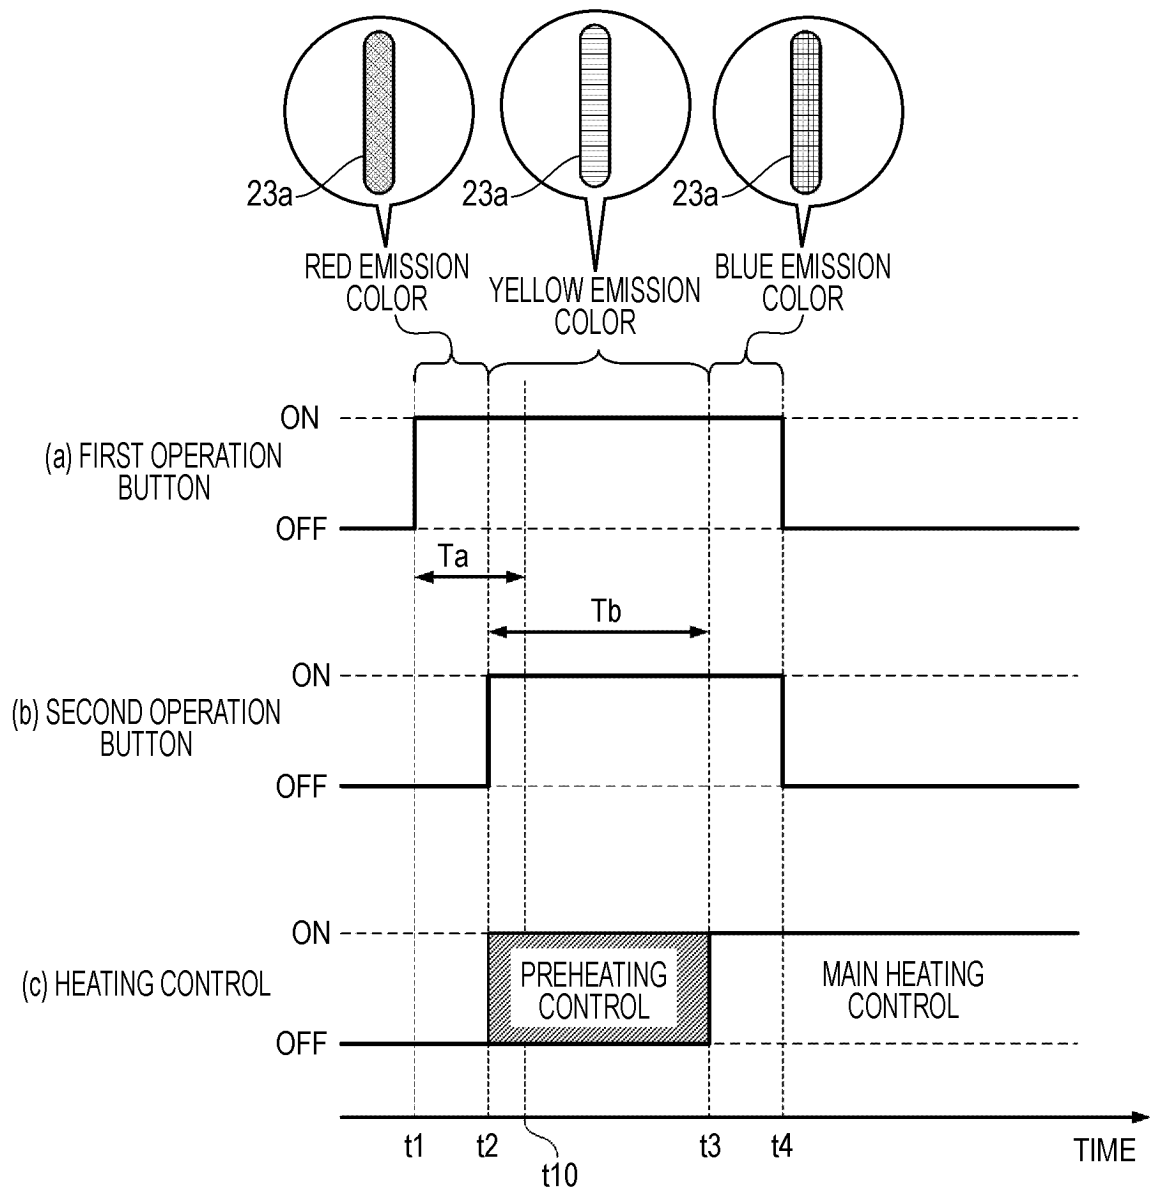 23a
23a
23a
RED EMISSION
COLOR
YELLOW EMISSION
COLOR
BLUE EMISSION
COLOR
ON
(a) FIRST OPERATION
BUTTON
OFF
Ta
Tb
ON
(b) SECOND OPERATION
BUTTON
OFF
ON
(c) HEATING CONTROL
PREHEATING
CONTROL
MAIN HEATING
CONTROL
OFF
t1
t2
t10
t3
t4
TIME